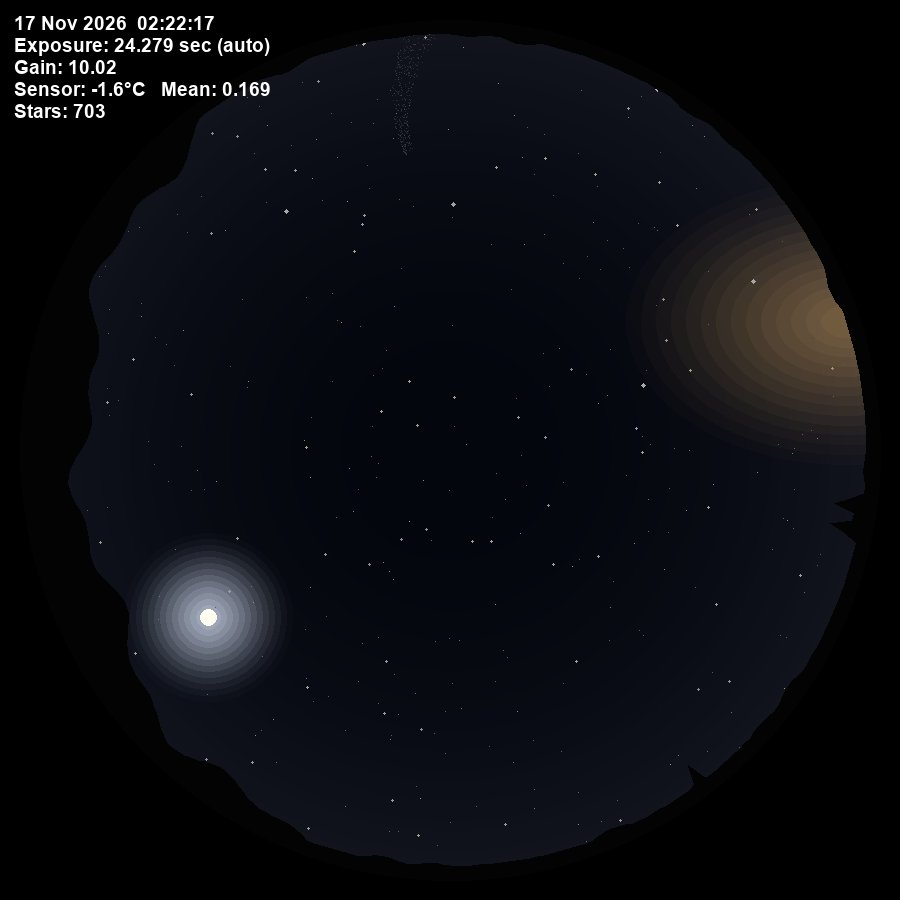 17 Nov 2026  02:22:17
Exposure: 24.279 sec (auto)
Gain: 10.02
Sensor: -1.6°C   Mean: 0.169
Stars: 703